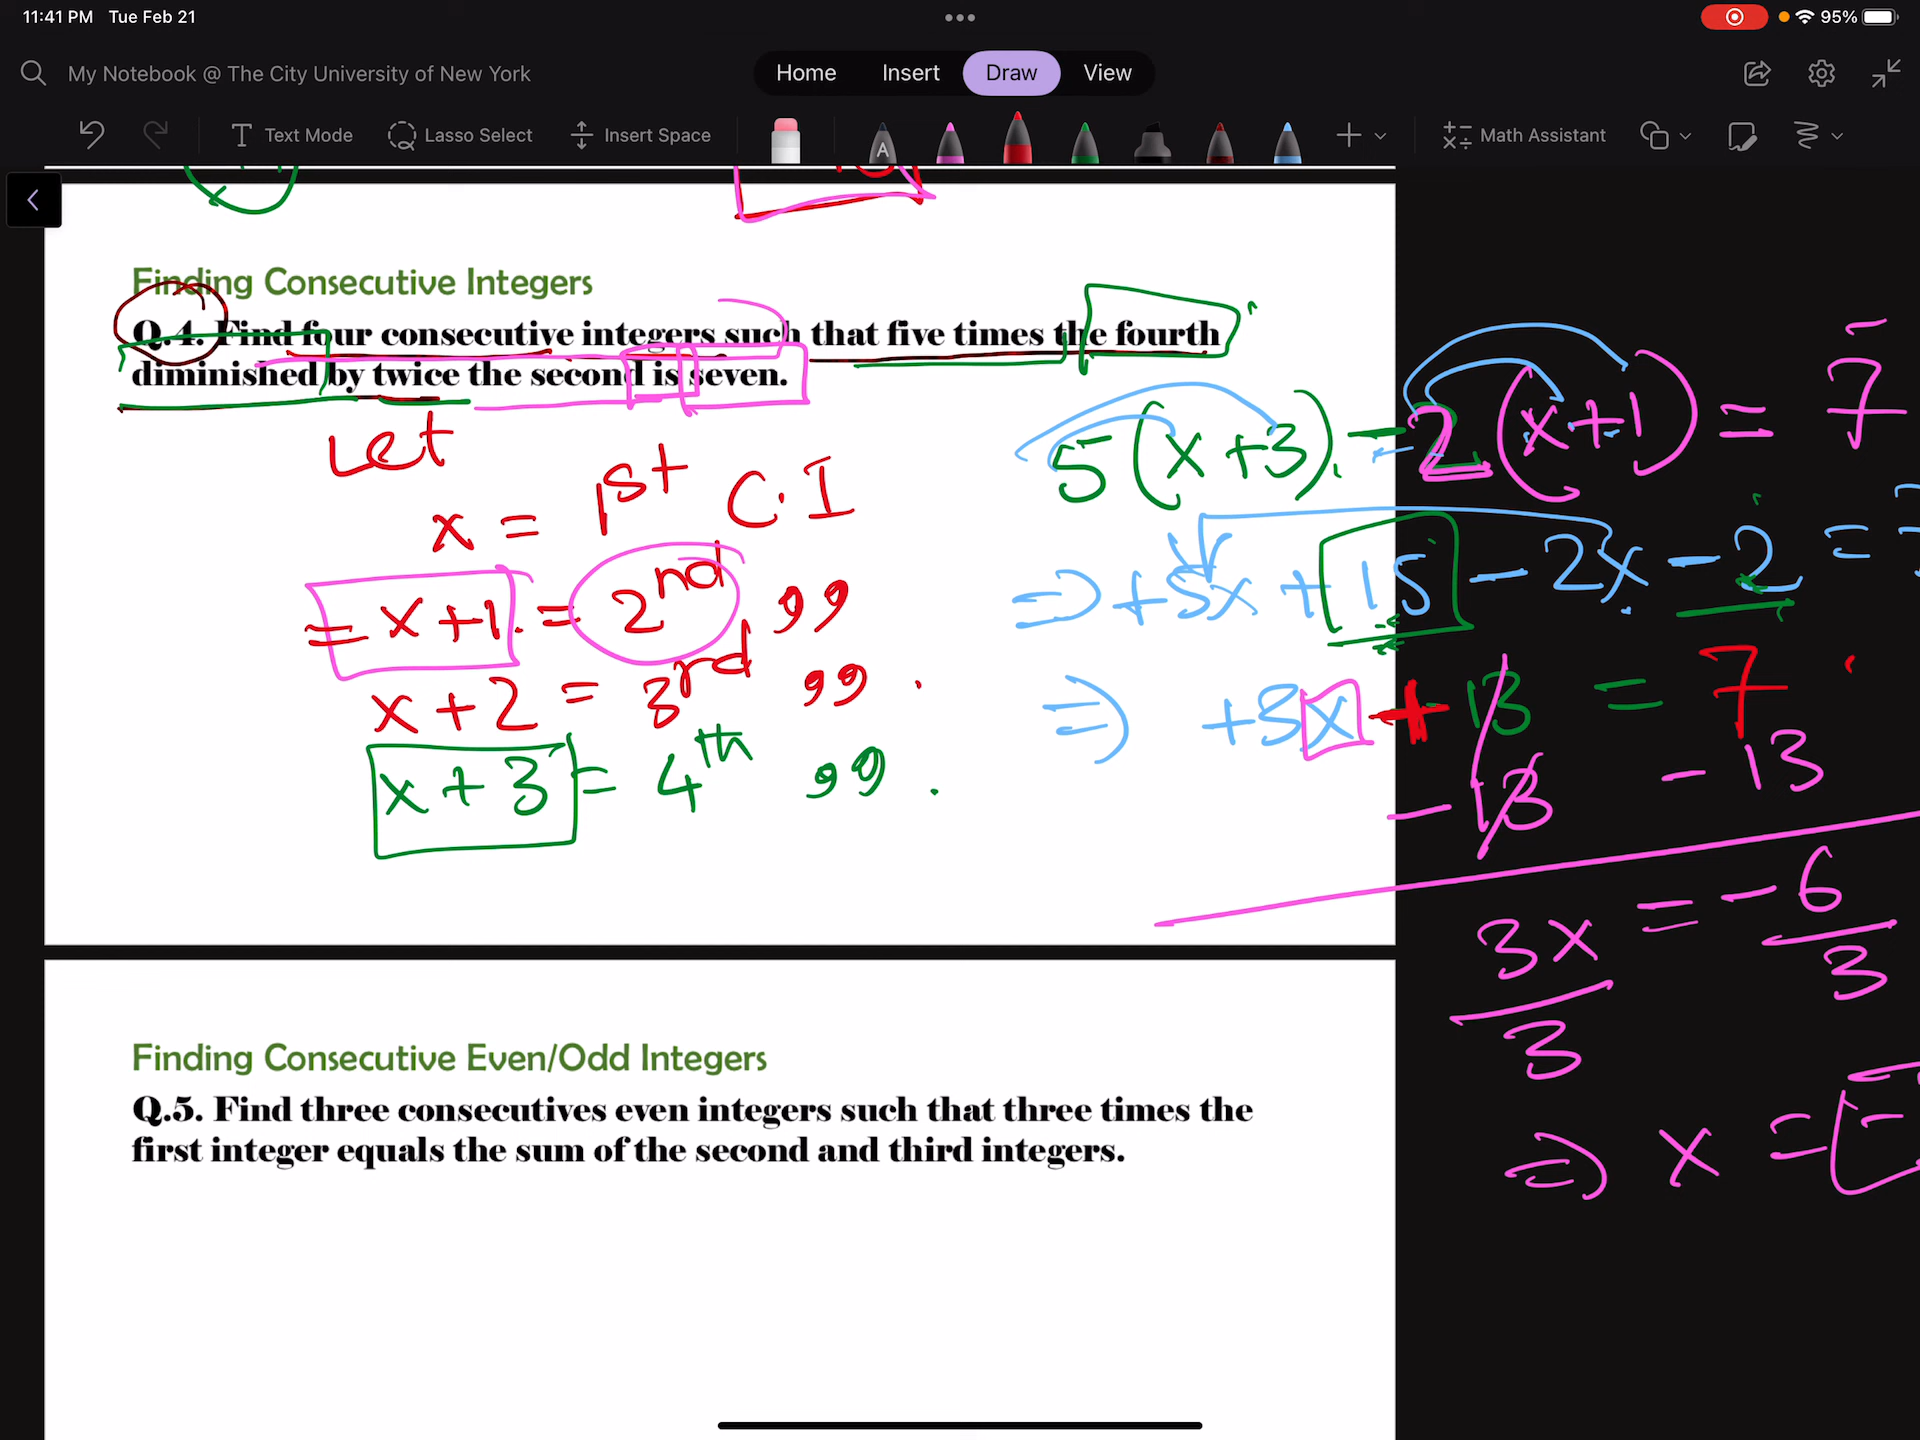 11:41 PM Tue Feb 21
95%
My Notebook @ The City University of New York
Home Insert Draw View
Text Mode Lasso Select Insert Space A Math Assistant
Finding Consecutive Integers
Q.4. Find four consecutive integers such that five times the fourth
diminished by twice the second is seven.
Let
x = 1st C.I
= x+1. = 2nd ,,
x+2 = 3rd ,, .
x+3 = 4th ,, .
5(x+3). - 2(x+1) = 7
=> +5x + 15 - 2x - 2 =
=> +3x + 13 = 7
- 13 - 13
3x = - 6
3 3
=> x =
Finding Consecutive Even/Odd Integers
Q.5. Find three consecutives even integers such that three times the
first integer equals the sum of the second and third integers.